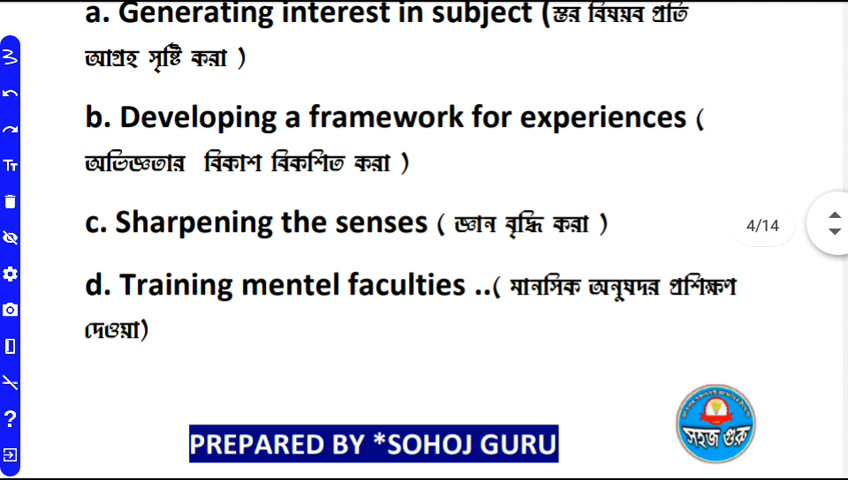 a. Generating interest in subject (স্তর বিষয়ব প্রতি
আগ্রহ সৃষ্টি করা )
b. Developing a framework for experiences (
অভিজ্ঞতার বিকাশ বিকশিত করা )
c. Sharpening the senses ( জ্ঞান বৃদ্ধি করা )
4/14
d. Training mentel faculties ..( মানসিক অনুষদর প্রশিক্ষণ
দেওয়া)
সহজ গুরু
PREPARED BY *SOHOJ GURU